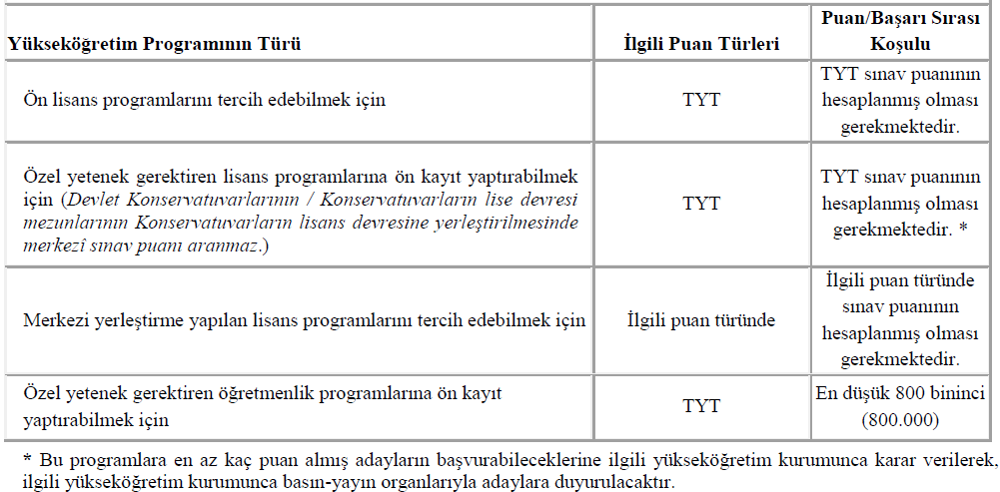 Yükseköğretim Programının Türü
İlgili Puan Türleri
Puan/Başarı Sırası
Koşulu
Ön lisans programlarını tercih edebilmek için
TYT
TYT sınav puanının
hesaplanmış olması
gerekmektedir.
Özel yetenek gerektiren lisans programlarına ön kayıt yaptırabilmek
için (Devlet Konservatuvarlarının / Konservatuvarların lise devresi
mezunlarının Konservatuvarların lisans devresine yerleştirilmesinde
merkezî sınav puanı aranmaz.)
TYT
TYT sınav puanının
hesaplanmış olması
gerekmektedir. *
Merkezi yerleştirme yapılan lisans programlarını tercih edebilmek için
İlgili puan türünde
İlgili puan türünde
sınav puanının
hesaplanmış olması
gerekmektedir.
Özel yetenek gerektiren öğretmenlik programlarına ön kayıt
yaptırabilmek için
TYT
En düşük 800 bininci
(800.000)
* Bu programlara en az kaç puan almış adayların başvurabileceklerine ilgili yükseköğretim kurumunca karar verilerek,
ilgili yükseköğretim kurumunca basın-yayın organlarıyla adaylara duyurulacaktır.